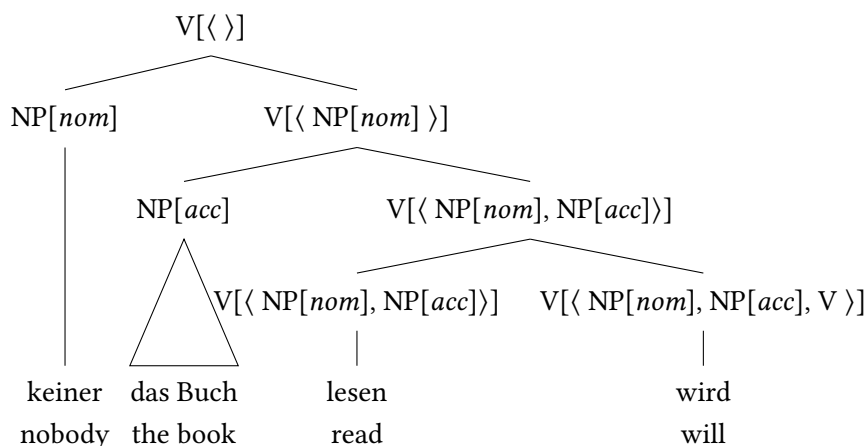 V[⟨ ⟩]
NP[nom] V[⟨ NP[nom] ⟩]
NP[acc] V[⟨ NP[nom], NP[acc]⟩]
V[⟨ NP[nom], NP[acc]⟩] V[⟨ NP[nom], NP[acc], V ⟩]
keiner das Buch lesen wird
nobody the book read will